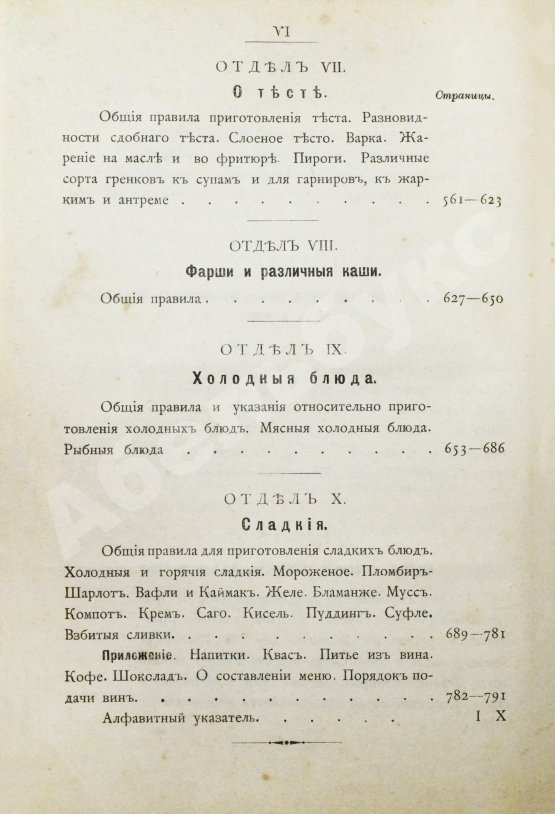 VI
ОТДѢЛЪ VII.
О тѣстѣ.
Страницы.
Общія правила приготовленія тѣста. Разновид-
ности сдобнаго тѣста. Слоеное тѣсто. Варка. Жа-
реніе на маслѣ и во фритюрѣ. Пироги. Различные
сорта гренковъ къ супамъ и для гарнировъ, къ жар-
кимъ и антреме . . . . . . . . . . . 561—623
ОТДѢЛЪ VIII.
Фарши и различныя каши.
Общія правила. . . . . . . . . . 627—650
ОТДѢЛЪ IX.
Холодныя блюда.
Общія правила и указанія относительно приго-
товленія холодныхъ блюдъ. Мясныя холодныя блюда.
Рыбныя блюда . . . . . . . . . . . 653—686
ОТДѢЛЪ X.
Сладкія.
Общія правила для приготовленія сладкихъ блюдъ.
Холодныя и горячія сладкія. Мороженое. Пломбиръ-
Шарлотъ. Вафли и Каймакъ. Желе. Бламанже. Муссъ.
Компотъ. Кремъ. Саго. Кисель. Пуддингъ. Суфле.
Взбитыя сливки. . . . . . . . . . . 689—781
Приложеніе. Напитки. Квасъ. Питье изъ вина.
Кофе. Шоколадъ. О составленіи меню. Порядокъ по-
дачи винъ. . . . . . . . . . . . 782—791
Алфавитный указатель. . . . . . I X
Абельбукс